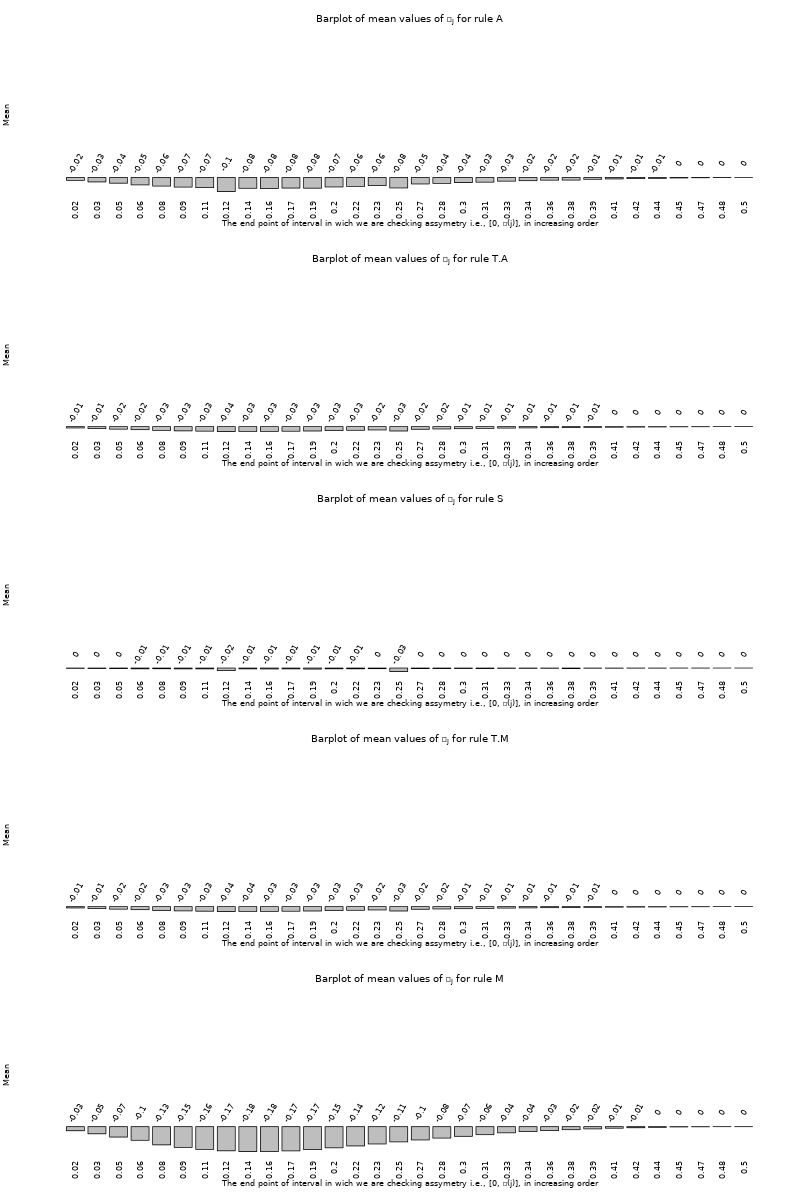 Barplot of mean values of □j for rule A
Mean
-0.02 -0.03 -0.04 -0.05 -0.06 -0.07 -0.07 -0.1 -0.08 -0.08 -0.08 -0.08 -0.07 -0.06 -0.06 -0.08 -0.05 -0.04 -0.04 -0.03 -0.03 -0.02 -0.02 -0.02 -0.01 -0.01 -0.01 -0.01 0 0 0 0
0.02 0.03 0.05 0.06 0.08 0.09 0.11 0.12 0.14 0.16 0.17 0.19 0.2 0.22 0.23 0.25 0.27 0.28 0.3 0.31 0.33 0.34 0.36 0.38 0.39 0.41 0.42 0.44 0.45 0.47 0.48 0.5
The end point of interval in wich we are checking assymetry i.e., [0, □(j)], in increasing order
Barplot of mean values of □j for rule T.A
Mean
-0.01 -0.01 -0.02 -0.02 -0.03 -0.03 -0.03 -0.04 -0.03 -0.03 -0.03 -0.03 -0.03 -0.03 -0.02 -0.03 -0.02 -0.02 -0.01 -0.01 -0.01 -0.01 -0.01 -0.01 -0.01 0 0 0 0 0 0 0
0.02 0.03 0.05 0.06 0.08 0.09 0.11 0.12 0.14 0.16 0.17 0.19 0.2 0.22 0.23 0.25 0.27 0.28 0.3 0.31 0.33 0.34 0.36 0.38 0.39 0.41 0.42 0.44 0.45 0.47 0.48 0.5
The end point of interval in wich we are checking assymetry i.e., [0, □(j)], in increasing order
Barplot of mean values of □j for rule S
Mean
0 0 0 -0.01 -0.01 -0.01 -0.01 -0.02 -0.01 -0.01 -0.01 -0.01 -0.01 -0.01 0 -0.03 0 0 0 0 0 0 0 0 0 0 0 0 0 0 0 0
0.02 0.03 0.05 0.06 0.08 0.09 0.11 0.12 0.14 0.16 0.17 0.19 0.2 0.22 0.23 0.25 0.27 0.28 0.3 0.31 0.33 0.34 0.36 0.38 0.39 0.41 0.42 0.44 0.45 0.47 0.48 0.5
The end point of interval in wich we are checking assymetry i.e., [0, □(j)], in increasing order
Barplot of mean values of □j for rule T.M
Mean
-0.01 -0.01 -0.02 -0.02 -0.03 -0.03 -0.03 -0.04 -0.04 -0.03 -0.03 -0.03 -0.03 -0.03 -0.02 -0.03 -0.02 -0.02 -0.01 -0.01 -0.01 -0.01 -0.01 -0.01 -0.01 0 0 0 0 0 0 0
0.02 0.03 0.05 0.06 0.08 0.09 0.11 0.12 0.14 0.16 0.17 0.19 0.2 0.22 0.23 0.25 0.27 0.28 0.3 0.31 0.33 0.34 0.36 0.38 0.39 0.41 0.42 0.44 0.45 0.47 0.48 0.5
The end point of interval in wich we are checking assymetry i.e., [0, □(j)], in increasing order
Barplot of mean values of □j for rule M
Mean
-0.03 -0.05 -0.07 -0.1 -0.13 -0.15 -0.16 -0.17 -0.18 -0.18 -0.17 -0.17 -0.15 -0.14 -0.12 -0.11 -0.1 -0.08 -0.07 -0.06 -0.04 -0.04 -0.03 -0.02 -0.02 -0.01 -0.01 0 0 0 0 0
0.02 0.03 0.05 0.06 0.08 0.09 0.11 0.12 0.14 0.16 0.17 0.19 0.2 0.22 0.23 0.25 0.27 0.28 0.3 0.31 0.33 0.34 0.36 0.38 0.39 0.41 0.42 0.44 0.45 0.47 0.48 0.5
The end point of interval in wich we are checking assymetry i.e., [0, □(j)], in increasing order